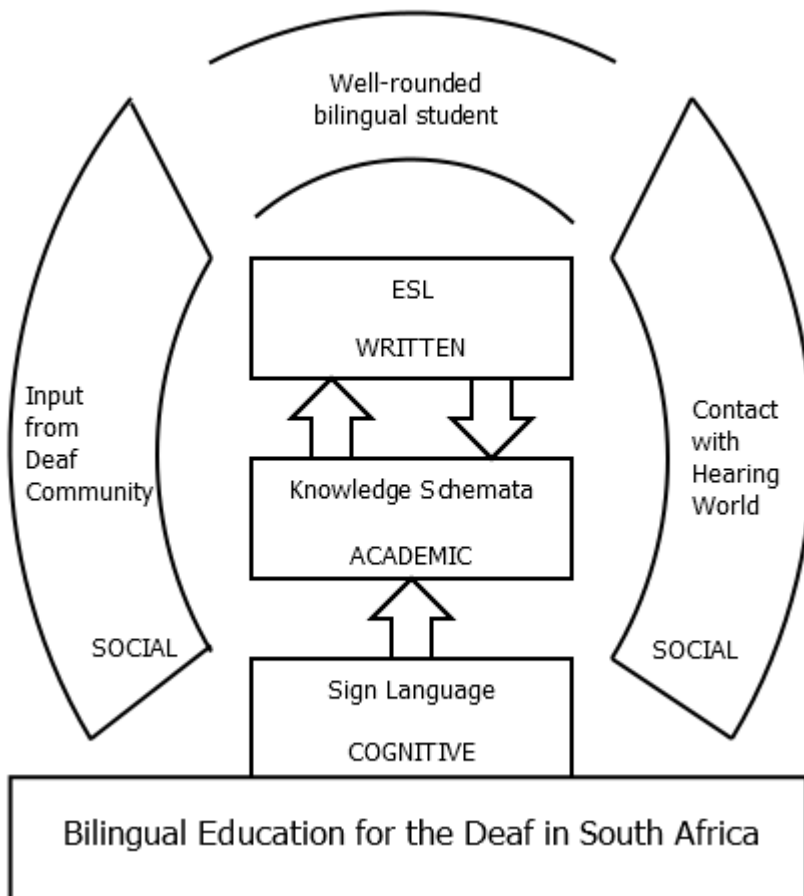 Well-rounded
bilingual student
ESL
WRITTEN
Input
from
Deaf
Community
SOCIAL
Knowledge Schemata
ACADEMIC
Contact
with
Hearing
World
SOCIAL
Sign Language
COGNITIVE
Bilingual Education for the Deaf in South Africa